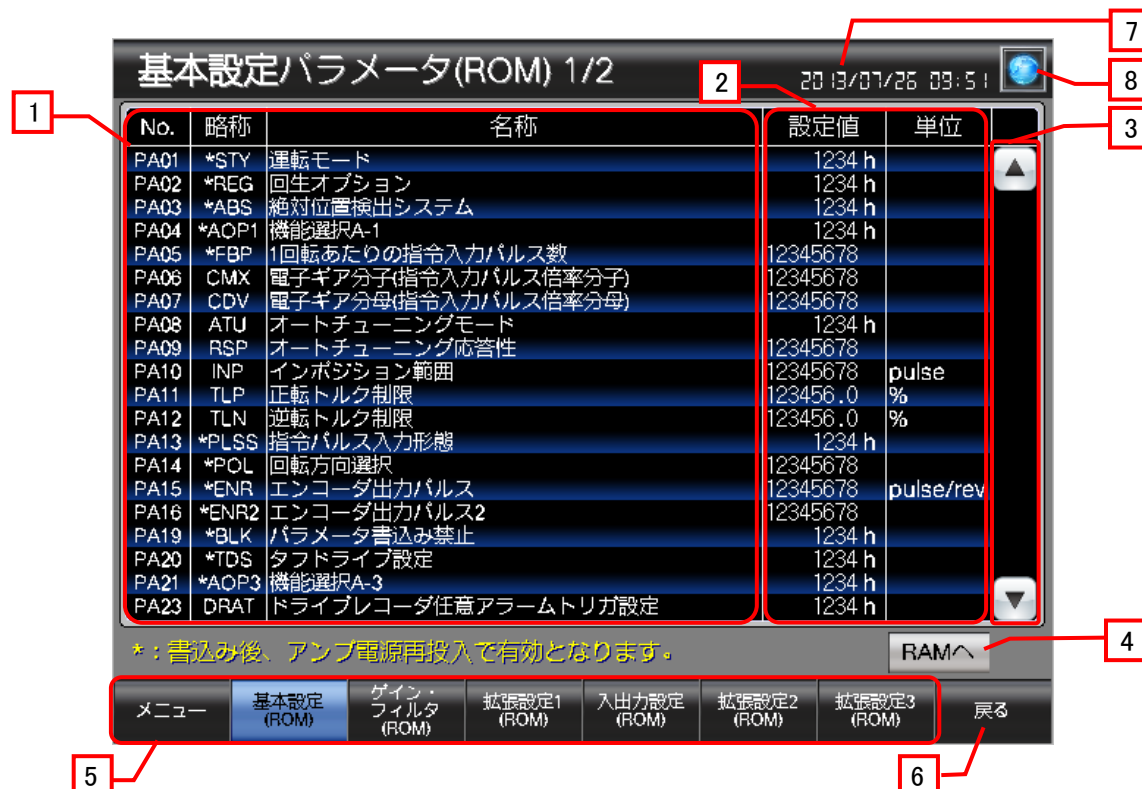 7
基本設定パラメータ(ROM) 1/2
2
2013/07/26 09:51
8
1
3
No. 略称 名称 設定値 単位
PA01 *STY 運転モード 1234 h
PA02 *REG 回生オプション 1234 h
PA03 *ABS 絶対位置検出システム 1234 h
PA04 *AOP1 機能選択A-1 1234 h
PA05 *FBP 1回転あたりの指令入力パルス数 12345678
PA06 CMX 電子ギア分子(指令入力パルス倍率分子) 12345678
PA07 CDV 電子ギア分母(指令入力パルス倍率分母) 12345678
PA08 ATU オートチューニングモード 1234 h
PA09 RSP オートチューニング応答性 12345678
PA10 INP インポジション範囲 12345678 pulse
PA11 TLP 正転トルク制限 123456.0 %
PA12 TLN 逆転トルク制限 123456.0 %
PA13 *PLSS 指令パルス入力形態 1234 h
PA14 *POL 回転方向選択 12345678
PA15 *ENR エンコーダ出力パルス 12345678 pulse/rev
PA16 *ENR2 エンコーダ出力パルス2 12345678
PA19 *BLK パラメータ書込み禁止 1234 h
PA20 *TDS タフドライブ設定 1234 h
PA21 *AOP3 機能選択A-3 1234 h
PA23 DRAT ドライブレコーダ任意アラームトリガ設定 1234 h
*：書込み後、アンプ電源再投入で有効となります。
RAMへ
4
メニュー
基本設定
(ROM)
ゲイン・
フィルタ
(ROM)
拡張設定1
(ROM)
入出力設定
(ROM)
拡張設定2
(ROM)
拡張設定3
(ROM)
戻る
5
6